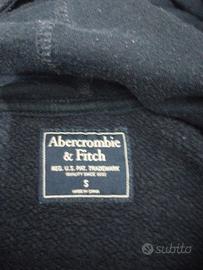 Abercrombie
& Fitch
REG. U.S. PAT. TRADEMARK
QUALITY SINCE 1892
S
MADE IN CHINA
subito